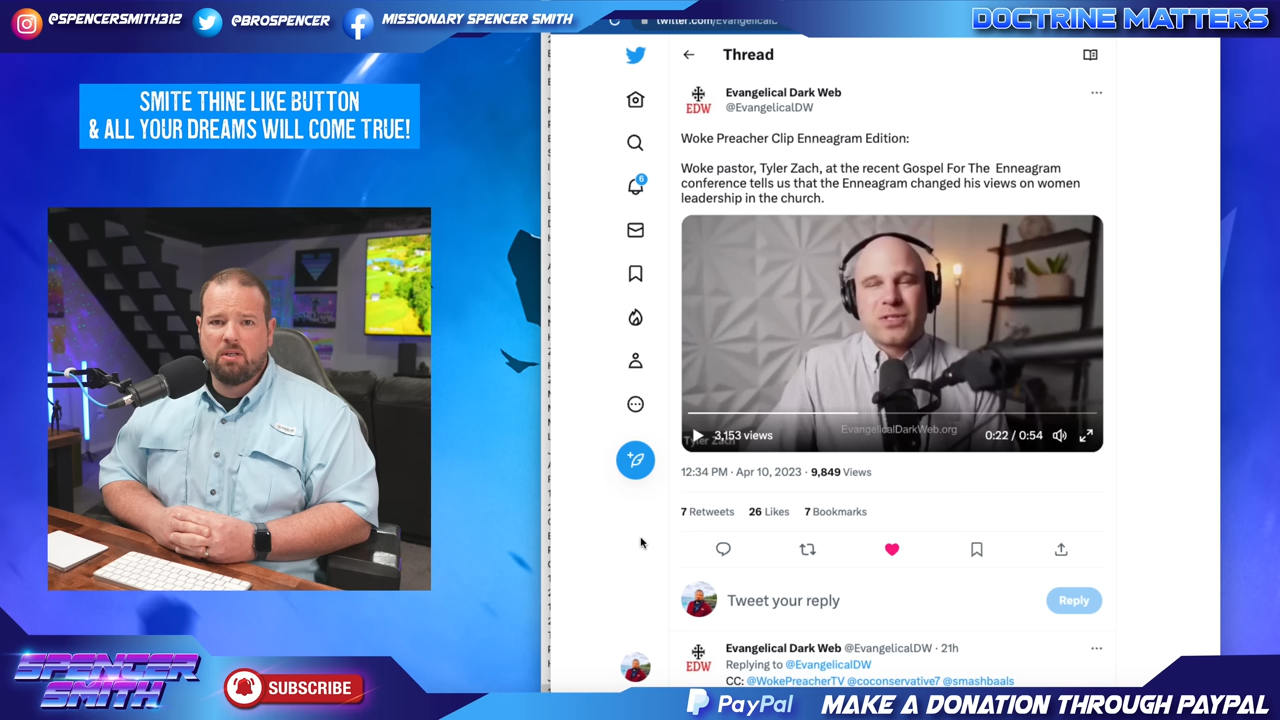 @SPENCERSMITH312
@BROSPENCER
MISSIONARY SPENCER SMITH
DOCTRINE MATTERS
SMITE THINE LIKE BUTTON
& ALL YOUR DREAMS WILL COME TRUE!
Thread
EDW
Evangelical Dark Web
@EvangelicalDW
Woke Preacher Clip Enneagram Edition:
Woke pastor, Tyler Zach, at the recent Gospel For The Enneagram
conference tells us that the Enneagram changed his views on women
leadership in the church.
6
3,153 views
EvangelicalDarkWeb.org
0:22 / 0:54
Tyler Zach
12:34 PM · Apr 10, 2023 · 9,849 Views
7 Retweets 26 Likes 7 Bookmarks
Tweet your reply
Reply
EDW
Evangelical Dark Web @EvangelicalDW · 21h
Replying to @EvangelicalDW
CC: @WokePreacherTV @coconservative7 @smashbaals
SPENCER
SMITH
SUBSCRIBE
PayPal
MAKE A DONATION THROUGH PAYPAL